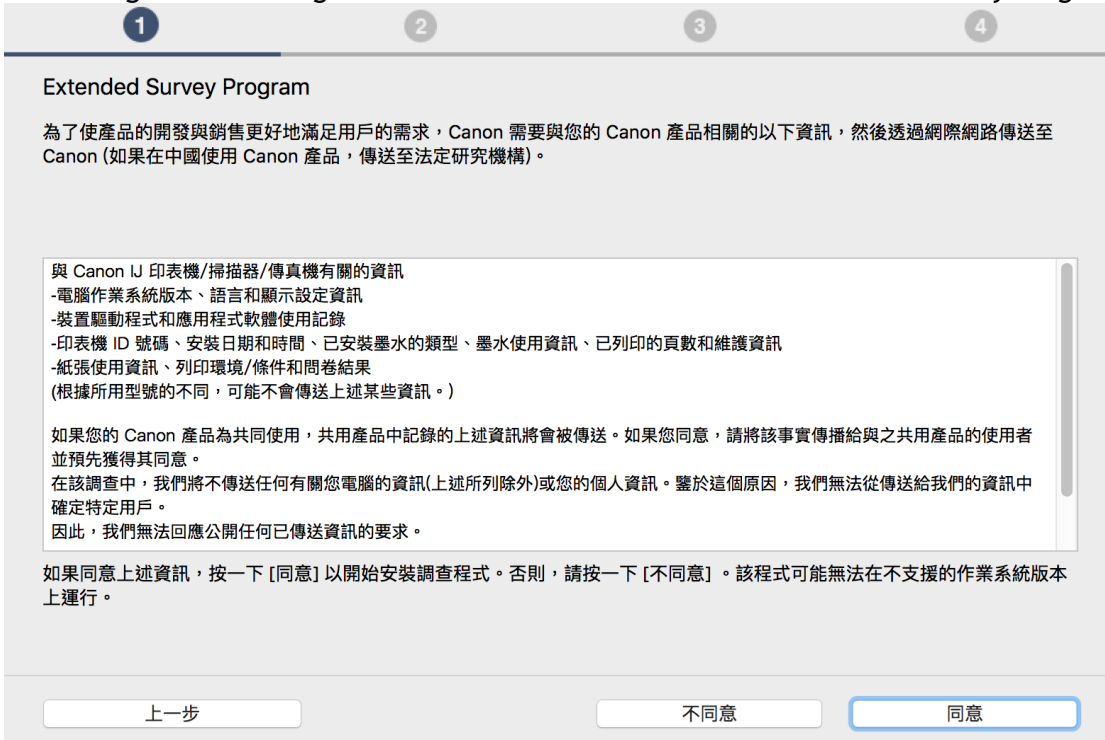 1
2
3
4
Extended Survey Program
為了使產品的開發與銷售更好地滿足用戶的需求，Canon 需要與您的 Canon 產品相關的以下資訊，然後透過網際網路傳送至
Canon (如果在中國使用 Canon 產品，傳送至法定研究機構)。
與 Canon IJ 印表機/掃描器/傳真機有關的資訊
-電腦作業系統版本、語言和顯示設定資訊
-裝置驅動程式和應用程式軟體使用記錄
-印表機 ID 號碼、安裝日期和時間、已安裝墨水的類型、墨水使用資訊、已列印的頁數和維護資訊
-紙張使用資訊、列印環境/條件和問卷結果
(根據所用型號的不同，可能不會傳送上述某些資訊。)
如果您的 Canon 產品為共同使用，共用產品中記錄的上述資訊將會被傳送。如果您同意，請將該事實傳播給與之共用產品的使用者
並預先獲得其同意。
在該調查中，我們將不傳送任何有關您電腦的資訊(上述所列除外)或您的個人資訊。鑒於這個原因，我們無法從傳送給我們的資訊中
確定特定用戶。
因此，我們無法回應公開任何已傳送資訊的要求。
如果同意上述資訊，按一下 [同意] 以開始安裝調查程式。否則，請按一下 [不同意] 。該程式可能無法在不支援的作業系統版本
上運行。
上一步
不同意
同意